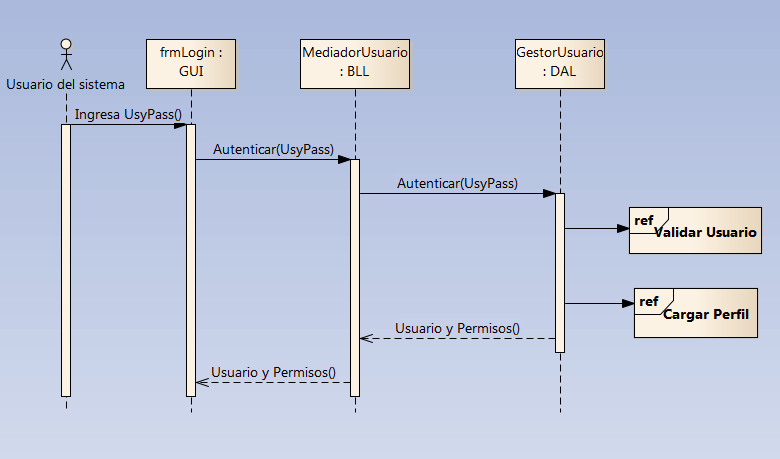 Usuario del sistema
frmLogin :
GUI
MediadorUsuario
: BLL
GestorUsuario
: DAL
Ingresa UsyPass()
Autenticar(UsyPass)
Autenticar(UsyPass)
ref
Validar Usuario
ref
Cargar Perfil
Usuario y Permisos()
Usuario y Permisos()